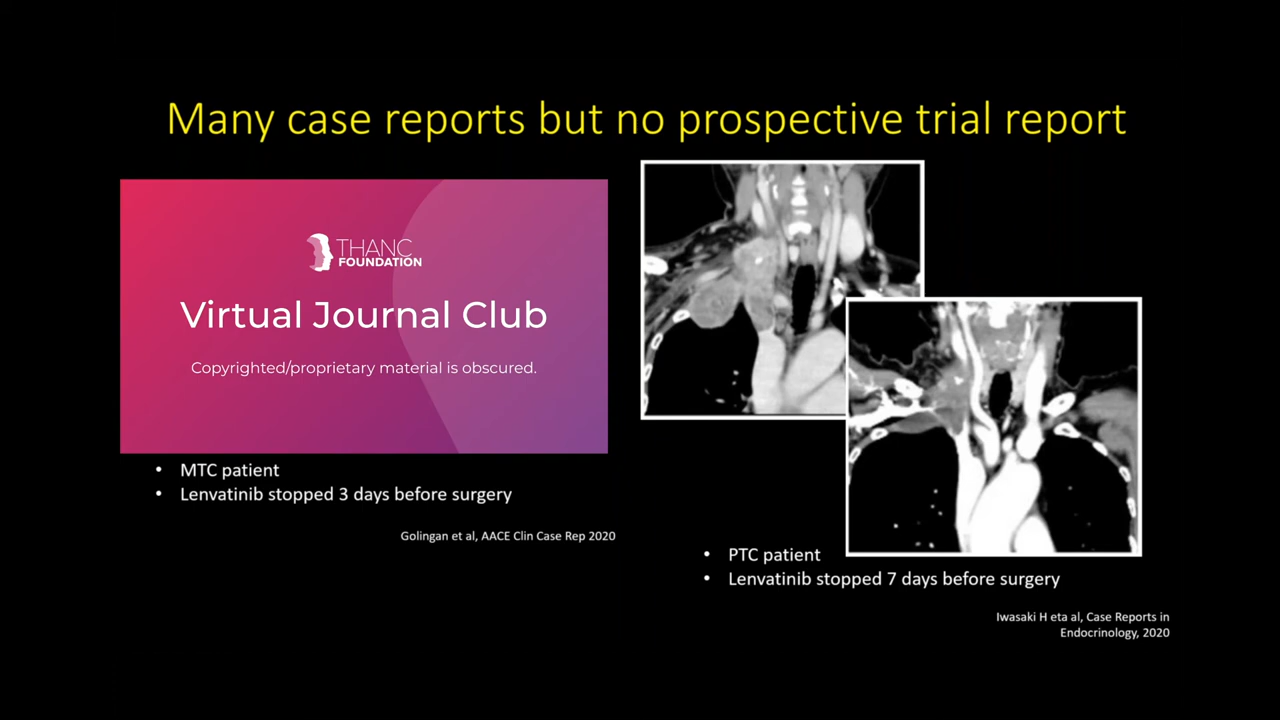 Many case reports but no prospective trial report
THANC
FOUNDATION
Virtual Journal Club
Copyrighted/proprietary material is obscured.
• MTC patient
• Lenvatinib stopped 3 days before surgery
Golingan et al, AACE Clin Case Rep 2020
• PTC patient
• Lenvatinib stopped 7 days before surgery
Iwasaki H eta al, Case Reports in
Endocrinology, 2020